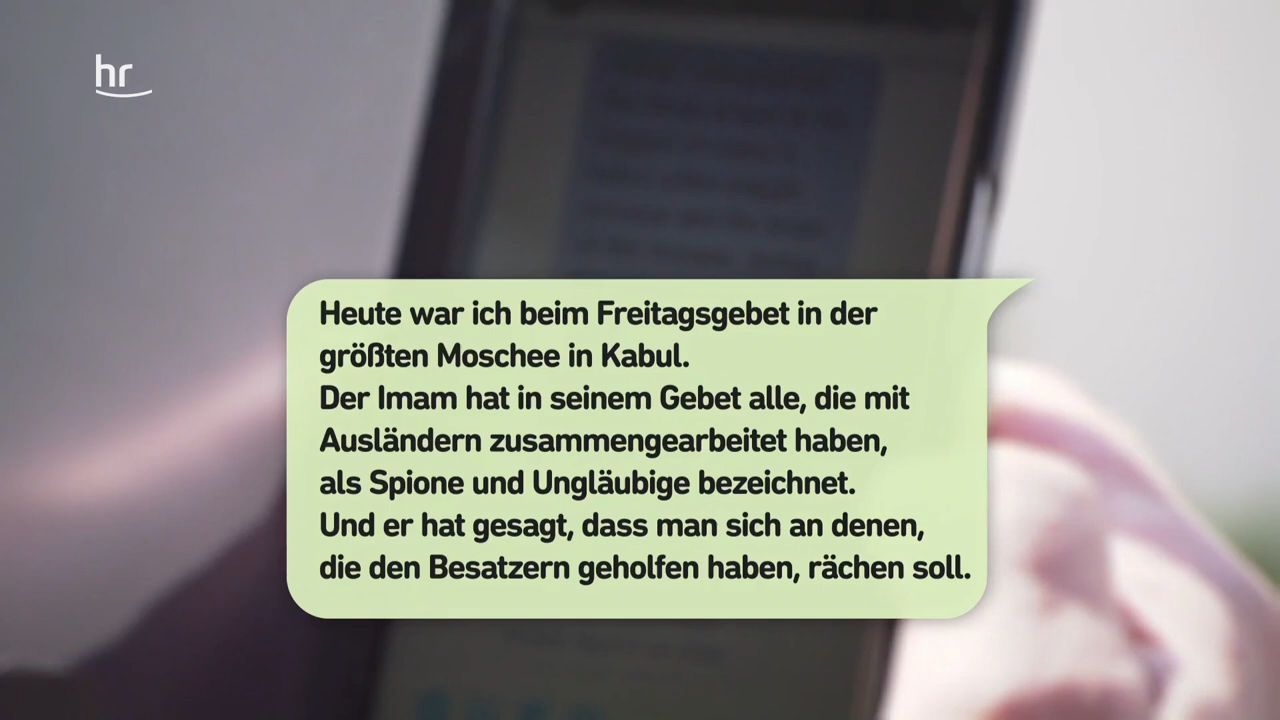 hr
Heute war ich beim Freitagsgebet in der
größten Moschee in Kabul.
Der Imam hat in seinem Gebet alle, die mit
Ausländern zusammengearbeitet haben,
als Spione und Ungläubige bezeichnet.
Und er hat gesagt, dass man sich an denen,
die den Besatzern geholfen haben, rächen soll.